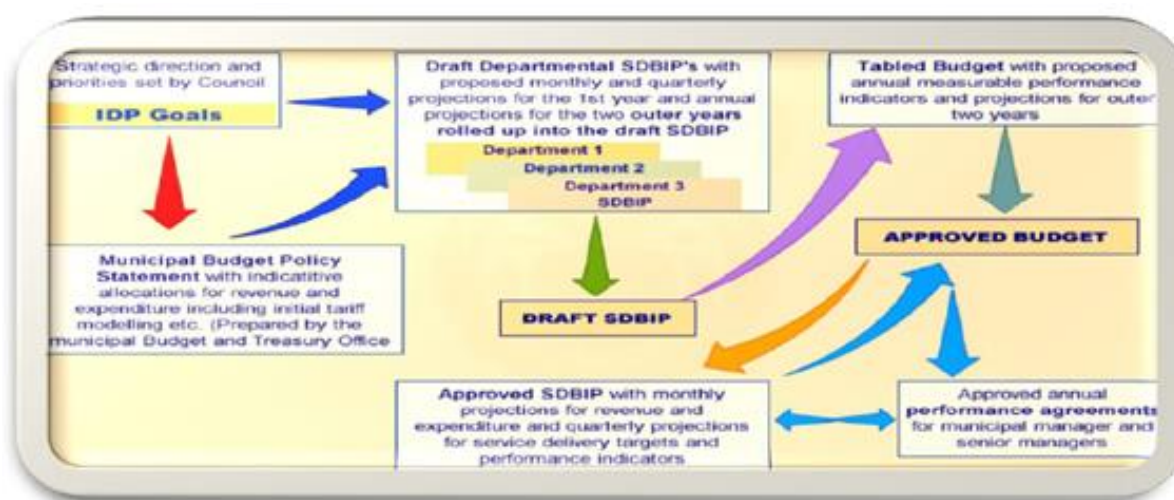 Strategic direction and
priorities set by Council
IDP Goals
Draft Departmental SDBIP's with
proposed monthly and quarterly
projections for the 1st year and annual
projections for the two outer years
rolled up into the draft SDBIP
Department 1
Department 2
Department 3
SDBIP
Tabled Budget with proposed
annual measurable performance
indicators and projections for outer
two years
Municipal Budget Policy
Statement with indicatitive
allocations for revenue and
expenditure including initial tariff
modelling etc. (Prepared by the
municipal Budget and Treasury Office
DRAFT SDBIP
APPROVED BUDGET
Approved SDBIP with monthly
projections for revenue and
expenditure and quarterly projections
for service delivery targets and
performance indicators
Approved annual
performance agreements
for municipal manager and
senior managers